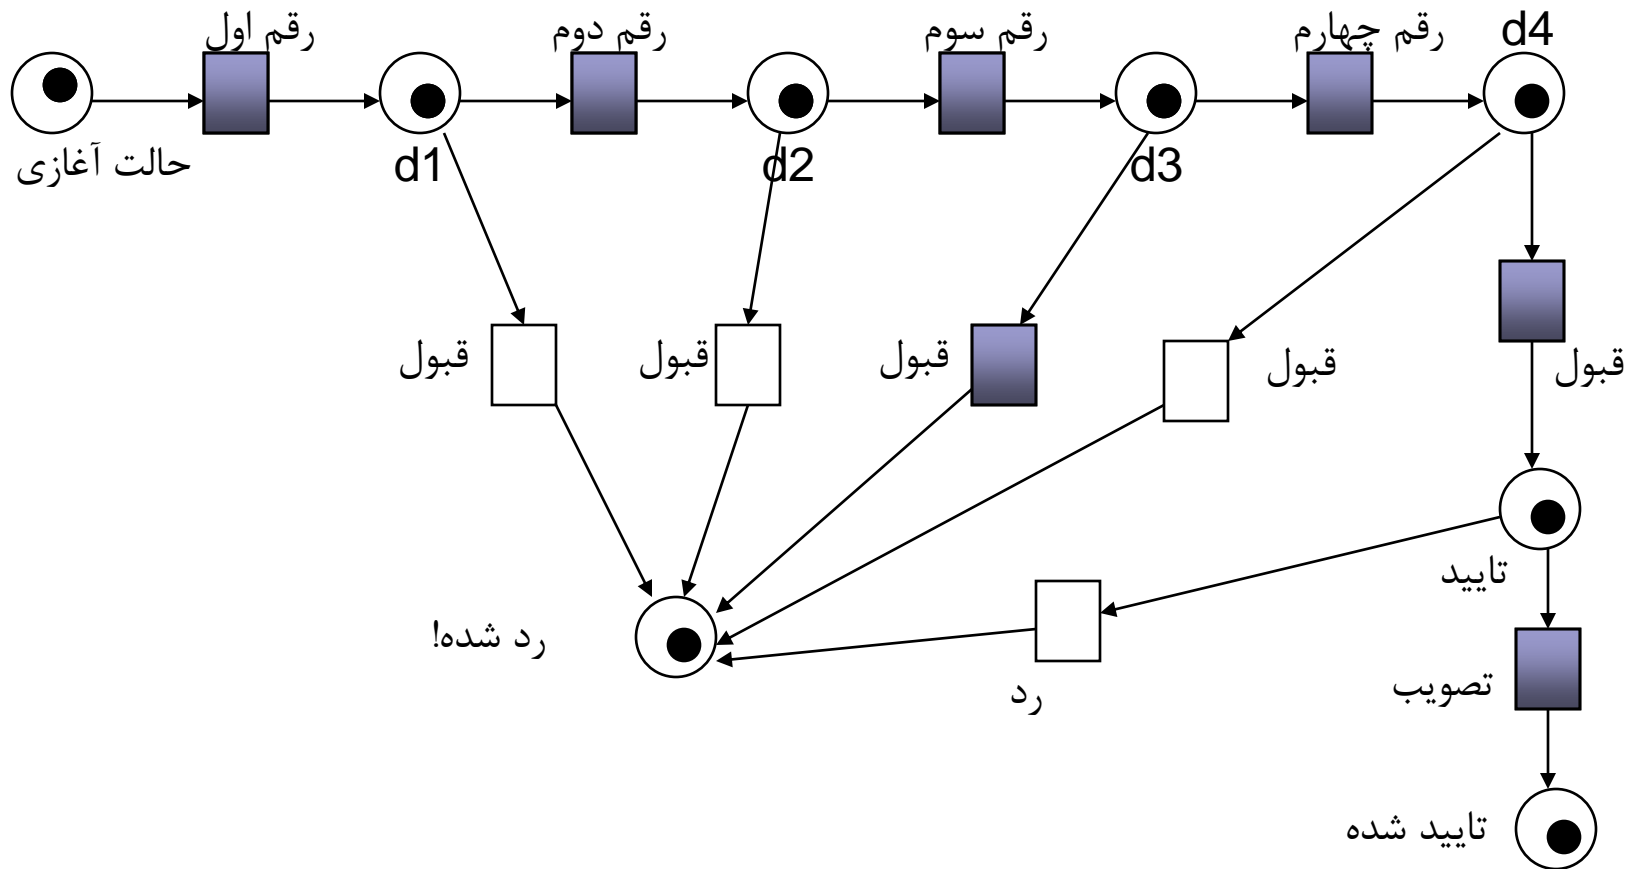 رقم اول
رقم دوم
رقم سوم
رقم چهارم
d4
حالت آغازی
d1
d2
d3
قبول
قبول
قبول
قبول
قبول
تایید
رد شده!
رد
تصویب
تایید شده